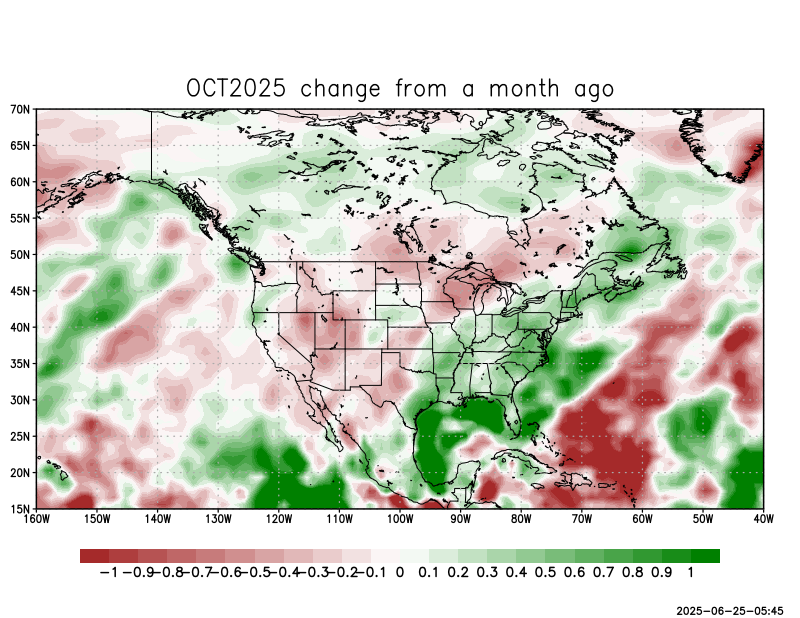 OCT2025 change from a month ago
70N
65N
60N
55N
50N
45N
40N
35N
30N
25N
20N
15N
160W 150W 140W 130W 120W 110W 100W 90W 80W 70W 60W 50W 40W
-1 -0.9 -0.8 -0.7 -0.6 -0.5 -0.4 -0.3 -0.2 -0.1 0 0.1 0.2 0.3 0.4 0.5 0.6 0.7 0.8 0.9 1
2025-06-25-05:45